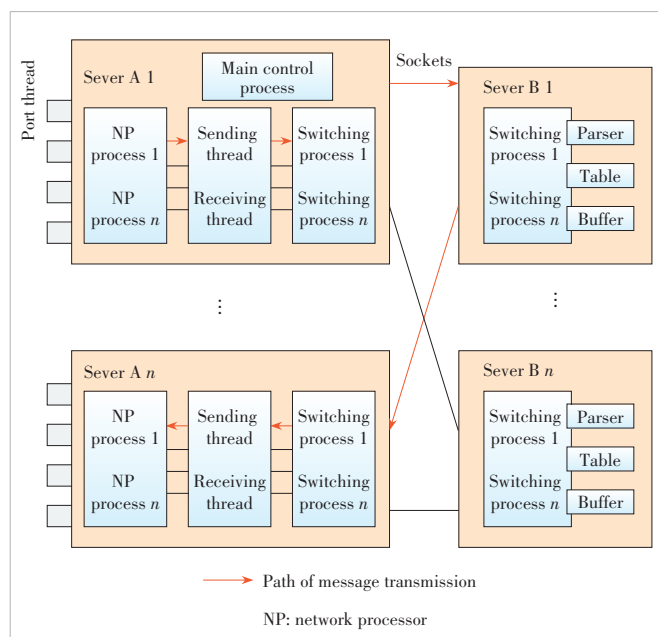 Port thread
Sever A 1
Main control
process
Sockets
Sever B 1
NP
process 1
NP
process n
Sending
thread
Receiving
thread
Switching
process 1
Switching
process n
Switching
process 1
Switching
process n
Parser
Table
Buffer
⋮
⋮
Sever A n
NP
process 1
NP
process n
Sending
thread
Receiving
thread
Switching
process 1
Switching
process n
Sever B n
Switching
process 1
Switching
process n
Parser
Table
Buffer
Path of message transmission
NP: network processor